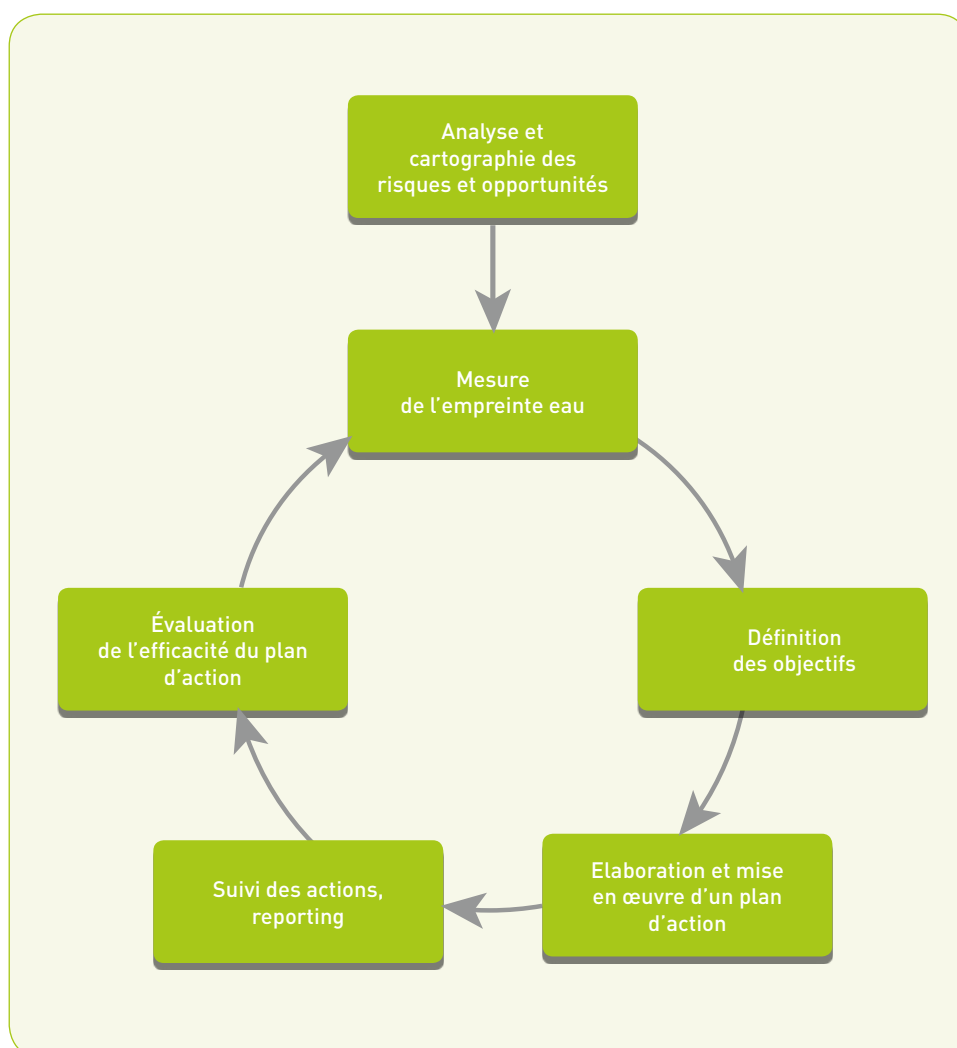 Analyse et
cartographie des
risques et opportunités
Mesure
de l’empreinte eau
Définition
des objectifs
Elaboration et mise
en œuvre d’un plan
d’action
Suivi des actions,
reporting
Évaluation
de l’efficacité du plan
d’action